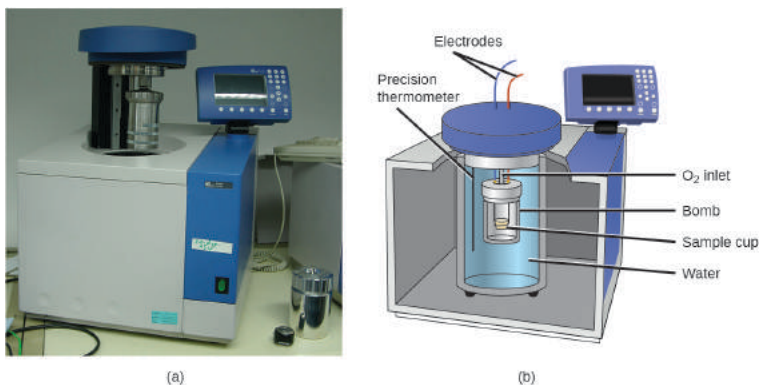 Electrodes
Precision
thermometer
O₂ inlet
Bomb
Sample cup
Water
(a)
(b)